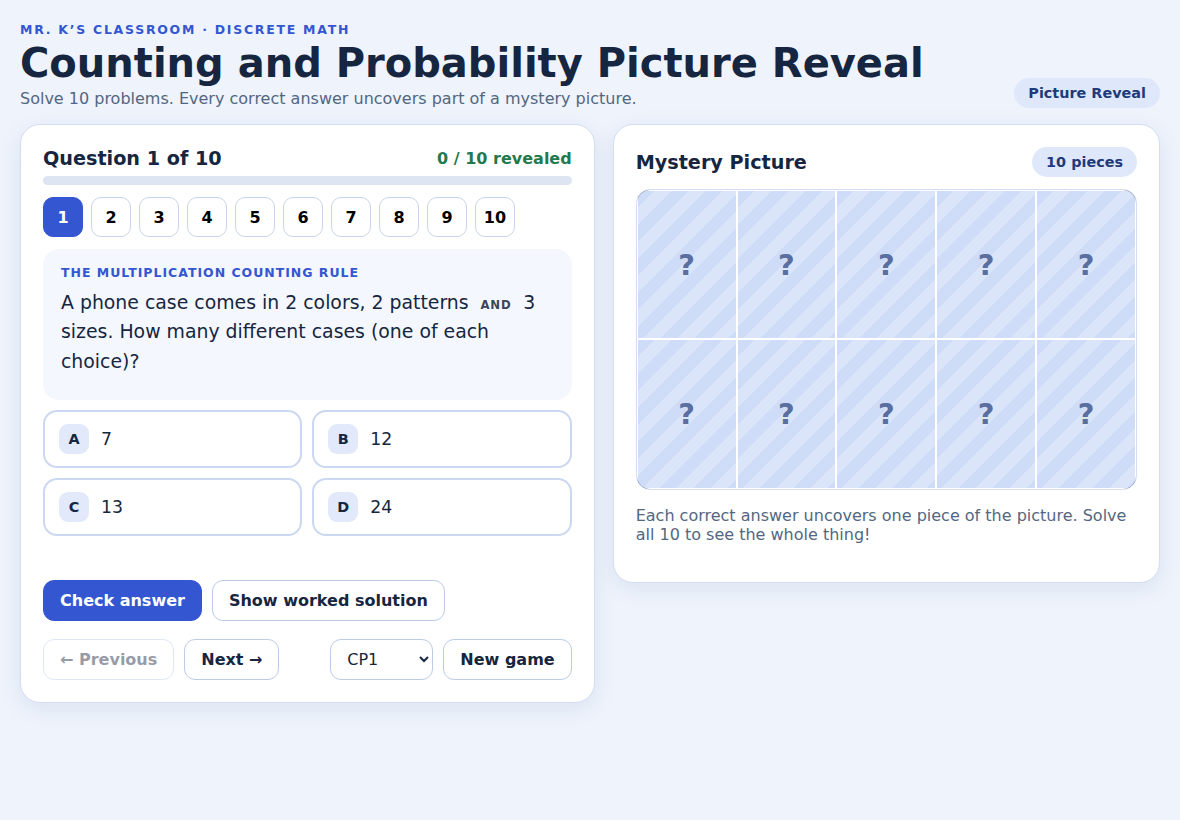 MR. K’S CLASSROOM · DISCRETE MATH
Counting and Probability Picture Reveal
Solve 10 problems. Every correct answer uncovers part of a mystery picture.
Picture Reveal
Question 1 of 10
0 / 10 revealed
1 2 3 4 5 6 7 8 9 10
THE MULTIPLICATION COUNTING RULE
A phone case comes in 2 colors, 2 patterns AND 3
sizes. How many different cases (one of each
choice)?
A 7
B 12
C 13
D 24
Check answer
Show worked solution
← Previous
Next →
CP1
New game
Mystery Picture
10 pieces
? ? ? ? ?
? ? ? ? ?
Each correct answer uncovers one piece of the picture. Solve
all 10 to see the whole thing!